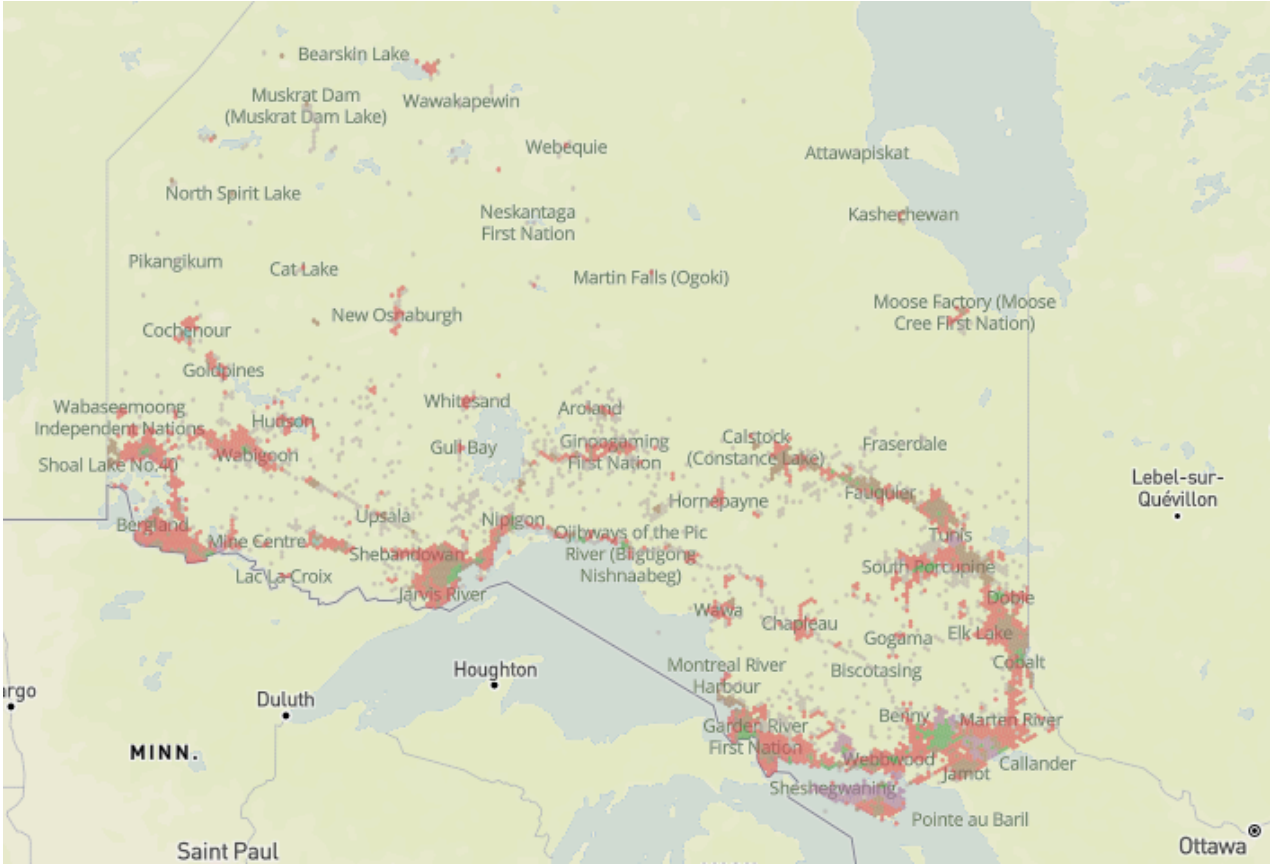 Bearskin Lake
Muskrat Dam
(Muskrat Dam Lake)
Wawakapewin
Webequie
Attawapiskat
North Spirit Lake
Neskantaga
First Nation
Kashechewan
Pikangikum
Cat Lake
Martin Falls (Ogoki)
New Osnaburgh
Moose Factory (Moose
Cree First Nation)
Cochenour
Goldpines
Wabaseemoong
Independent Nations
Hudson
Whitesand
Aroland
Shoal Lake No.40
Wabigoon
Gull Bay
Ginoogaming
First Nation
Calstock
(Constance Lake)
Fraserdale
Lebel-sur-
Quévillon
Hornepayne
Fauquier
Bergland
Upsala
Nipigon
Mine Centre
Shebandowan
Ojibways of the Pic
River (Biigtigong
Nishnaabeg)
Tunis
Lac La Croix
Jarvis River
South Porcupine
Dobie
Wawa
Chapleau
Gogama
Elk Lake
Montreal River
Harbour
Biscotasing
Cobalt
Houghton
argo
Duluth
Garden River
First Nation
Benny
Marten River
MINN.
Webbwood
Jamot
Callander
Sheshegwaning
Pointe au Baril
Saint Paul
Ottawa